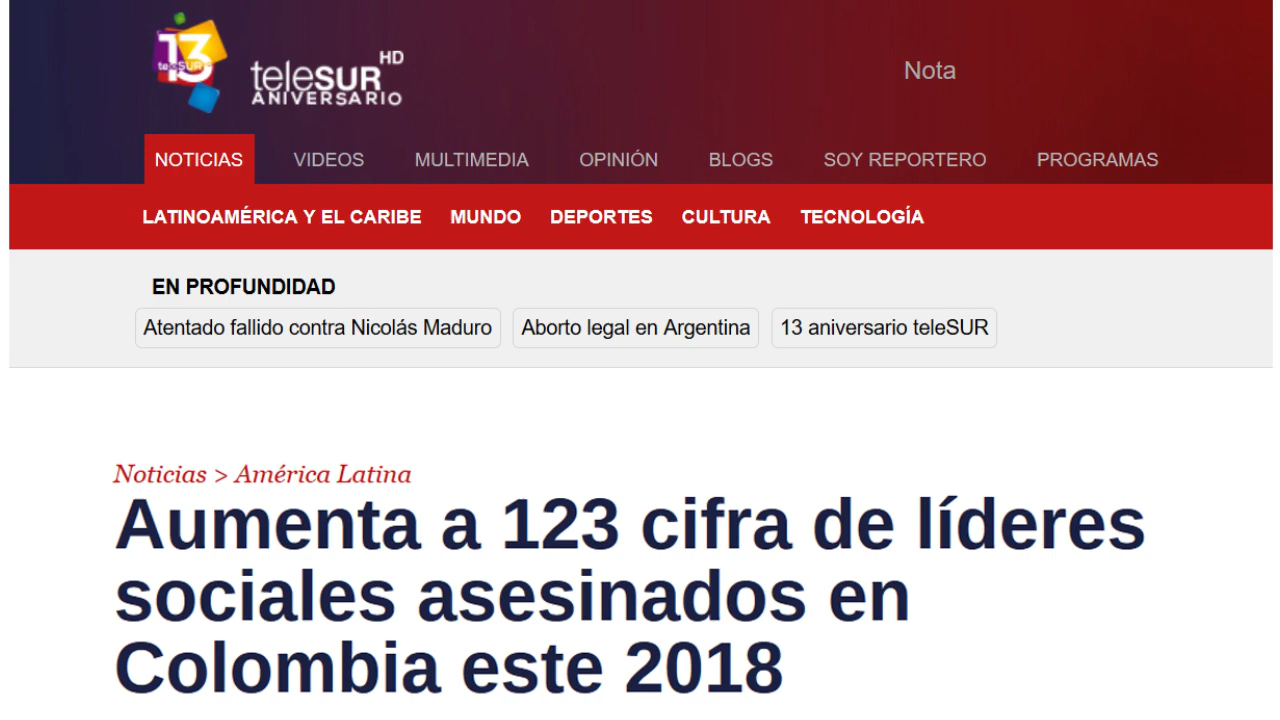 13
teleSUR
teleSUR HD
ANIVERSARIO
Nota
NOTICIAS VIDEOS MULTIMEDIA OPINIÓN BLOGS SOY REPORTERO PROGRAMAS
LATINOAMÉRICA Y EL CARIBE MUNDO DEPORTES CULTURA TECNOLOGÍA
EN PROFUNDIDAD
Atentado fallido contra Nicolás Maduro Aborto legal en Argentina 13 aniversario teleSUR
Noticias > América Latina
Aumenta a 123 cifra de líderes
sociales asesinados en
Colombia este 2018